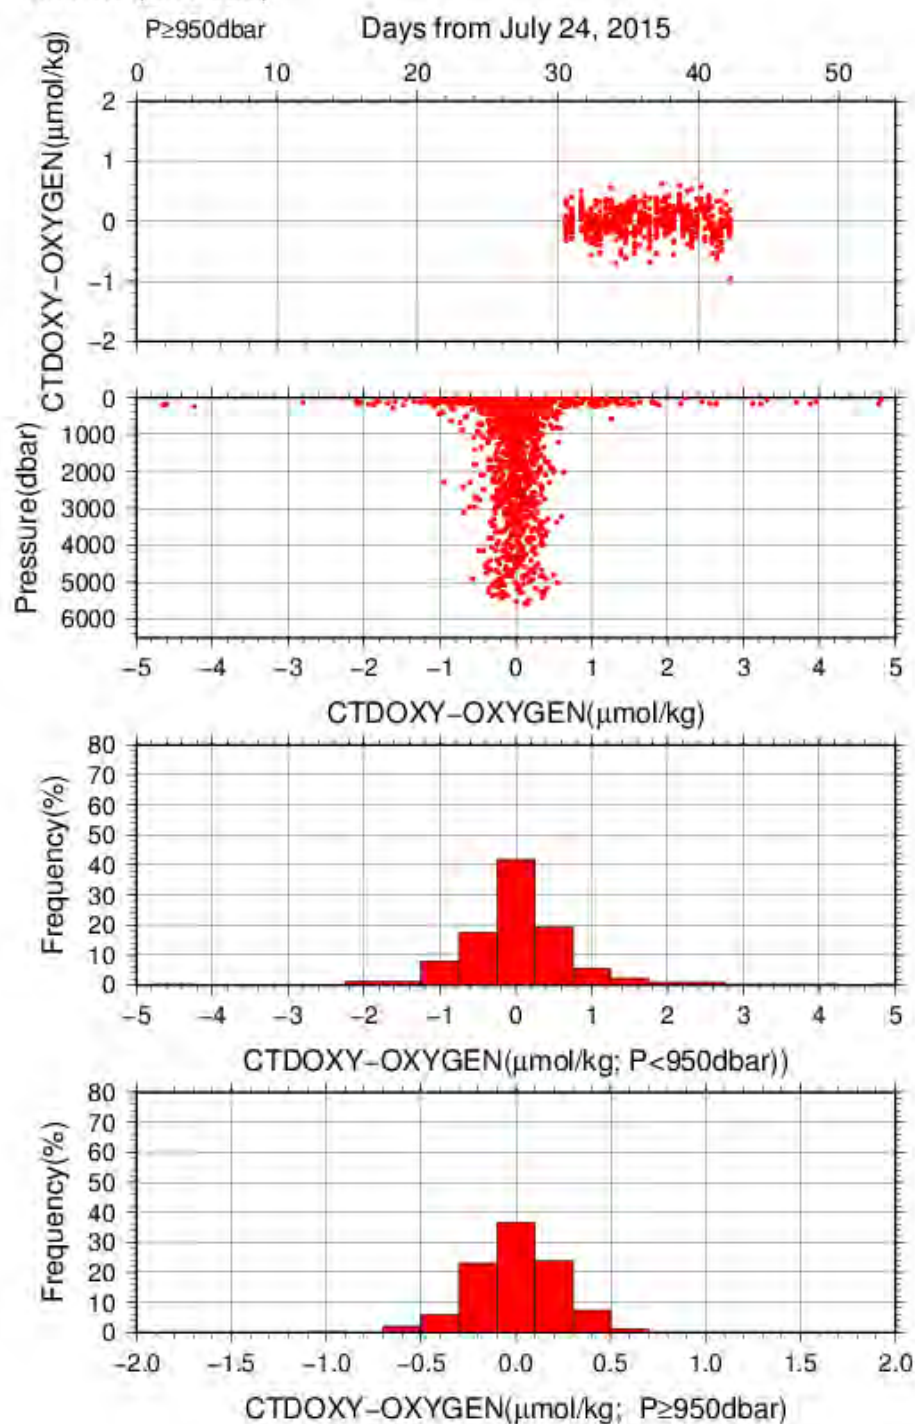 P≥950dbar Days from July 24, 2015
0 10 20 30 40 50
CTDOXY−OXYGEN(μmol/kg)
2
1
0
−1
−2
Pressure(dbar)
0
1000
2000
3000
4000
5000
6000
−5 −4 −3 −2 −1 0 1 2 3 4 5
CTDOXY−OXYGEN(μmol/kg)
Frequency(%)
80
70
60
50
40
30
20
10
0
−5 −4 −3 −2 −1 0 1 2 3 4 5
CTDOXY−OXYGEN(μmol/kg; P<950dbar))
Frequency(%)
80
70
60
50
40
30
20
10
0
−2.0 −1.5 −1.0 −0.5 0.0 0.5 1.0 1.5 2.0
CTDOXY−OXYGEN(μmol/kg; P≥950dbar)